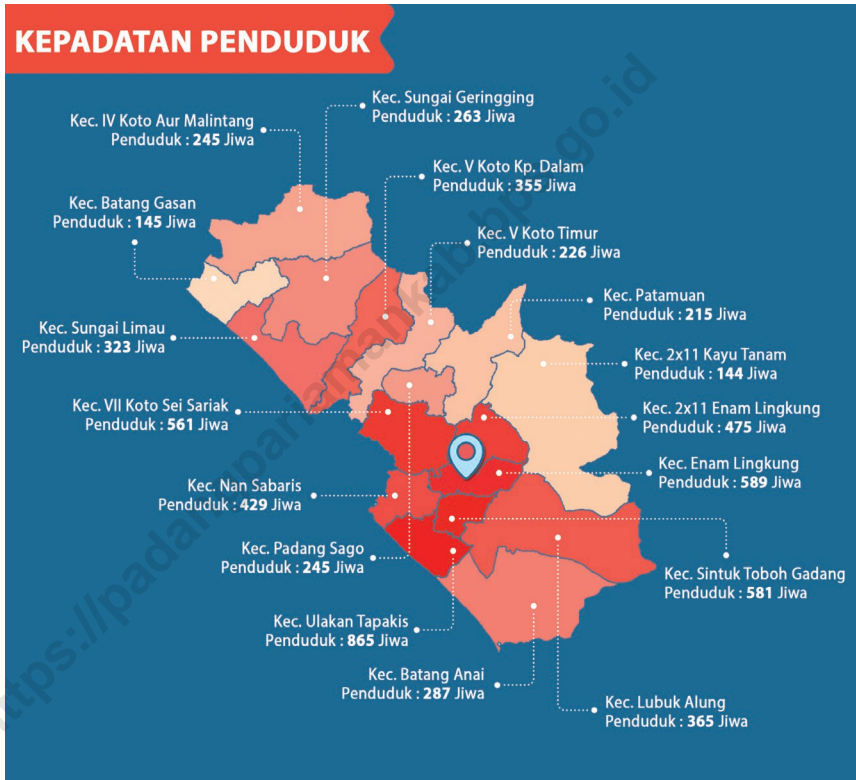 KEPADATAN PENDUDUK
Kec. Sungai Geringging
Penduduk : 263 Jiwa
Kec. IV Koto Aur Malintang
Penduduk : 245 Jiwa
Kec. V Koto Kp. Dalam
Penduduk : 355 Jiwa
Kec. Batang Gasan
Penduduk : 145 Jiwa
Kec. V Koto Timur
Penduduk : 226 Jiwa
Kec. Patamuan
Penduduk : 215 Jiwa
Kec. Sungai Limau
Penduduk : 323 Jiwa
Kec. 2x11 Kayu Tanam
Penduduk : 144 Jiwa
Kec. VII Koto Sei Sariak
Penduduk : 561 Jiwa
Kec. 2x11 Enam Lingkung
Penduduk : 475 Jiwa
Kec. Enam Lingkung
Penduduk : 589 Jiwa
Kec. Nan Sabaris
Penduduk : 429 Jiwa
Kec. Padang Sago
Penduduk : 245 Jiwa
Kec. Sintuk Toboh Gadang
Penduduk : 581 Jiwa
Kec. Ulakan Tapakis
Penduduk : 865 Jiwa
Kec. Batang Anai
Penduduk : 287 Jiwa
Kec. Lubuk Alung
Penduduk : 365 Jiwa
https://padangpariamankab.bps.go.id